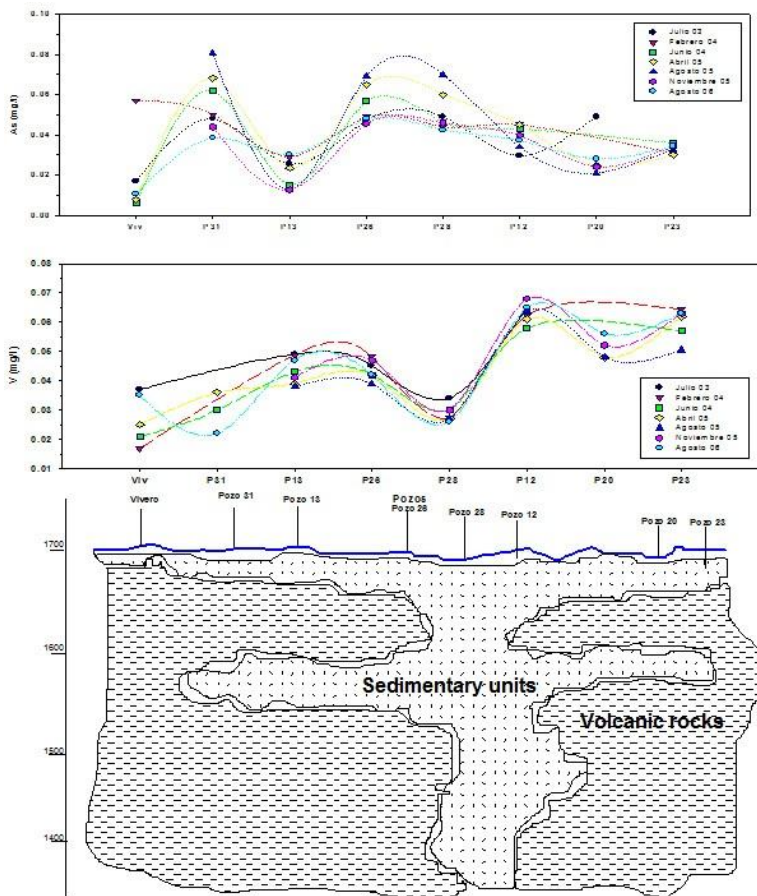 0.10
0.08
0.06
0.04
0.02
0.00
As (mg/l)
Julio 03
Febrero 04
Junio 04
Abril 05
Agosto 05
Noviembre 05
Agosto 06
Viv P31 P13 P26 P28 P12 P20 P23
0.08
0.07
0.06
0.05
0.04
0.03
0.02
0.01
V (mg/l)
Julio 03
Febrero 04
Junio 04
Abril 05
Agosto 05
Noviembre 05
Agosto 06
Viv P31 P13 P26 P28 P12 P20 P23
Vivero
Pozo 31
Pozo 13
Pozo 26
Pozo 28
Pozo 12
Pozo 20
Pozo 23
1700
1600
Sedimentary units
Volcanic rocks
1500
1400